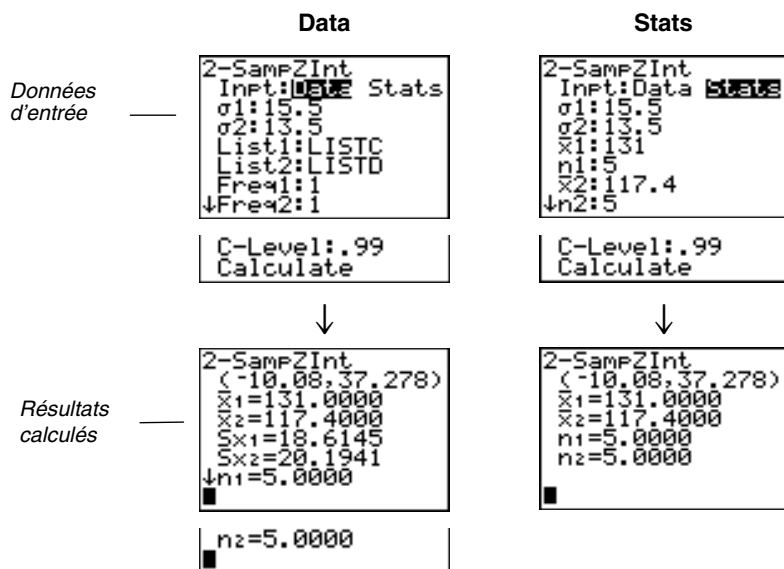 Data
Stats
Données
d'entrée
2-SampZInt
Inpt:Data Stats
σ1:15.5
σ2:13.5
List1:LISTC
List2:LISTD
Freq1:1
↓Freq2:1
C-Level:.99
Calculate
2-SampZInt
Inpt:Data Stats
σ1:15.5
σ2:13.5
x̄1:131
n1:5
x̄2:117.4
↓n2:5
C-Level:.99
Calculate
↓
↓
Résultats
calculés
2-SampZInt
(⁻10.08,37.278)
x̄1=131.0000
x̄2=117.4000
Sx1=18.6145
Sx2=20.1941
↓n1=5.0000
n2=5.0000
2-SampZInt
(⁻10.08,37.278)
x̄1=131.0000
x̄2=117.4000
n1=5.0000
n2=5.0000